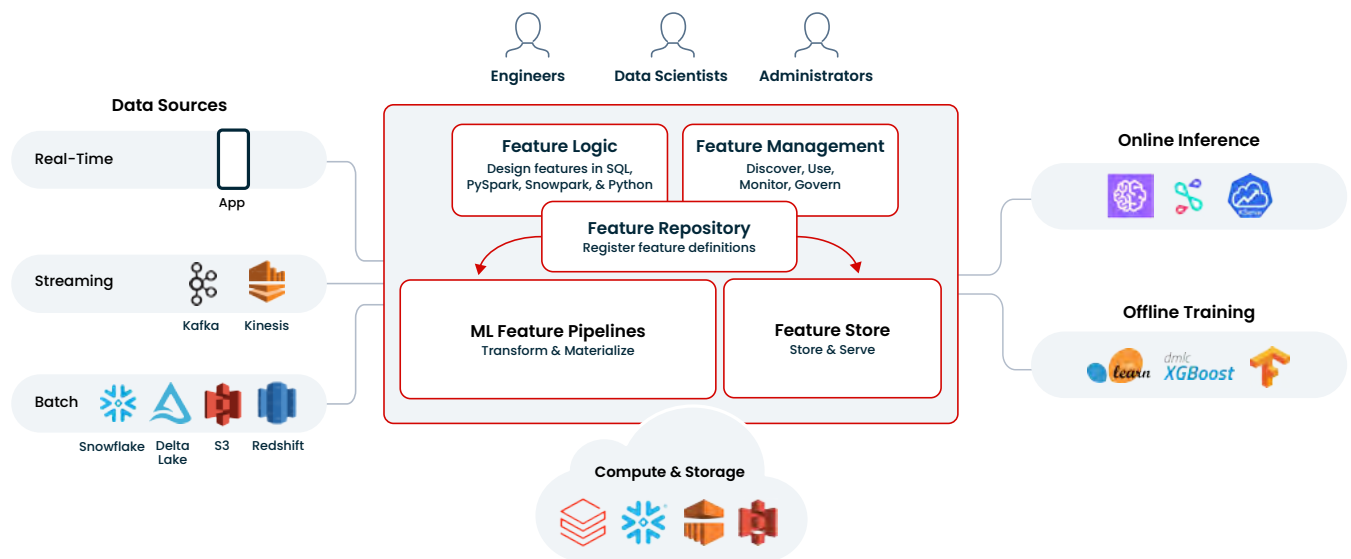 Engineers
Data Scientists
Administrators
Data Sources
Real-Time
App
Streaming
Kafka
Kinesis
Batch
Snowflake
Delta
Lake
S3
Redshift
Feature Logic
Design features in SQL,
PySpark, Snowpark, & Python
Feature Management
Discover, Use,
Monitor, Govern
Feature Repository
Register feature definitions
ML Feature Pipelines
Transform & Materialize
Feature Store
Store & Serve
Compute & Storage
Online Inference
KServe
Offline Training
learn
dmlc
XGBoost